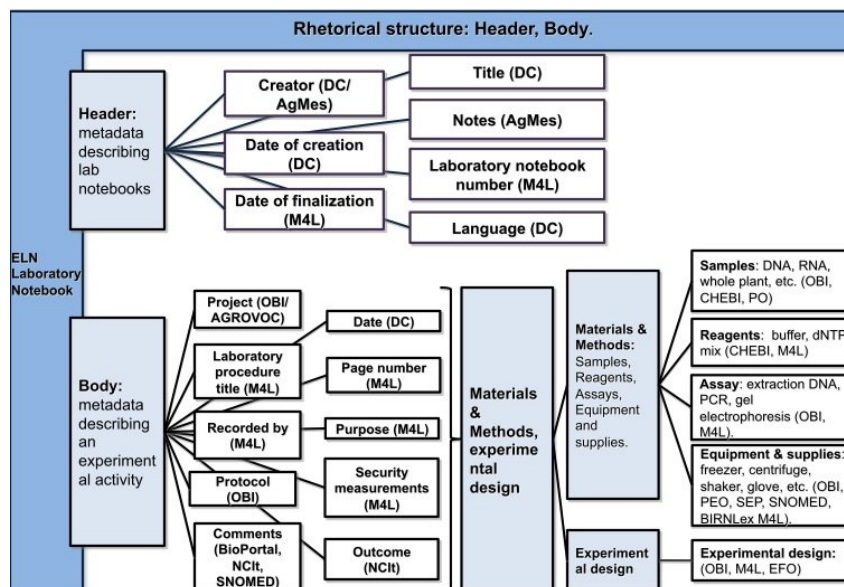 Rhetorical structure: Header, Body.
ELN
Laboratory
Notebook
Header:
metadata
describing
lab
notebooks
Creator (DC/
AgMes)
Date of creation
(DC)
Date of finalization
(M4L)
Title (DC)
Notes (AgMes)
Laboratory notebook
number (M4L)
Language (DC)
Body:
metadata
describing
an
experiment
al activity
Project (OBI/
AGROVOC)
Laboratory
procedure
title (M4L)
Recorded by
(M4L)
Protocol
(OBI)
Comments
(BioPortal,
NCIt,
SNOMED)
Date (DC)
Page number
(M4L)
Purpose (M4L)
Security
measurements
(M4L)
Outcome
(NCIt)
Materials
&
Methods,
experime
ntal
design
Materials &
Methods:
Samples,
Reagents,
Assays,
Equipment
and
supplies.
Experiment
al design
Samples: DNA, RNA,
whole plant, etc. (OBI,
CHEBI, PO)
Reagents: buffer, dNTP
mix (CHEBI, M4L)
Assay: extraction DNA,
PCR, gel
electrophoresis (OBI,
M4L).
Equipment & supplies:
freezer, centrifuge,
shaker, glove, etc. (OBI,
PEO, SEP, SNOMED,
BIRNLex M4L).
Experimental design:
(OBI, M4L, EFO)